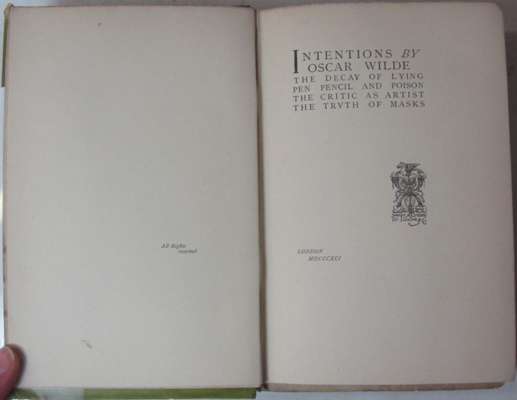 All Rights
reserved
INTENTIONS BY
OSCAR WILDE
THE DECAY OF LYING
PEN PENCIL AND POISON
THE CRITIC AS ARTIST
THE TRVTH OF MASKS
LONDON
MDCCCXCI